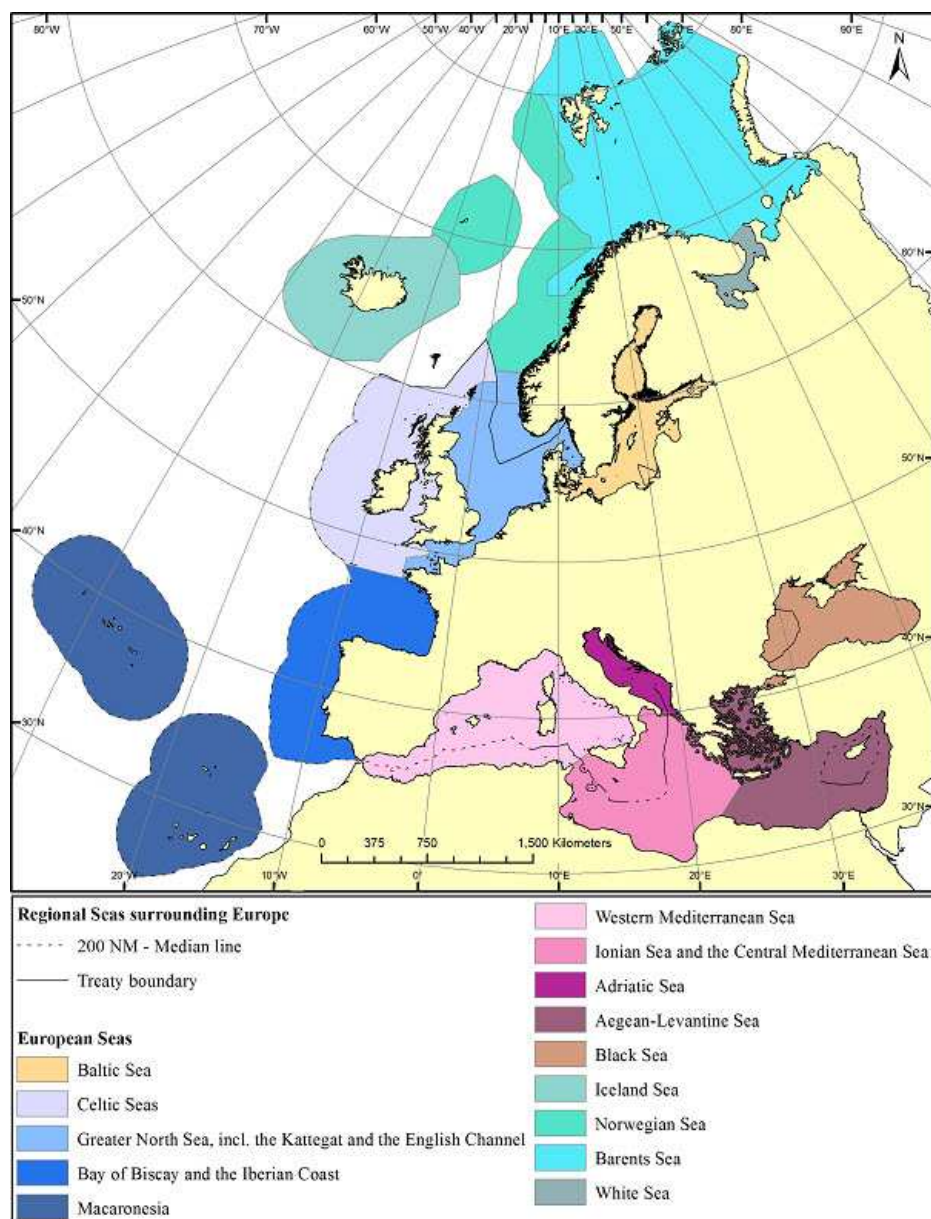 60°W 70°W 60°W 50°W 40°W 20°W 10°E 30°E 50°E 70°E 80°E 90°E
N
50°N
60°N
50°N
40°N
40°N
30°N
30°N
0 375 750 1,500 Kilometers
20°W 10°W 0° 10°E 20°E 30°E
Regional Seas surrounding Europe
200 NM - Median line
Treaty boundary
European Seas
Baltic Sea
Celtic Seas
Greater North Sea, incl. the Kattegat and the English Channel
Bay of Biscay and the Iberian Coast
Macaronesia
Western Mediterranean Sea
Ionian Sea and the Central Mediterranean Sea
Adriatic Sea
Aegean-Levantine Sea
Black Sea
Iceland Sea
Norwegian Sea
Barents Sea
White Sea